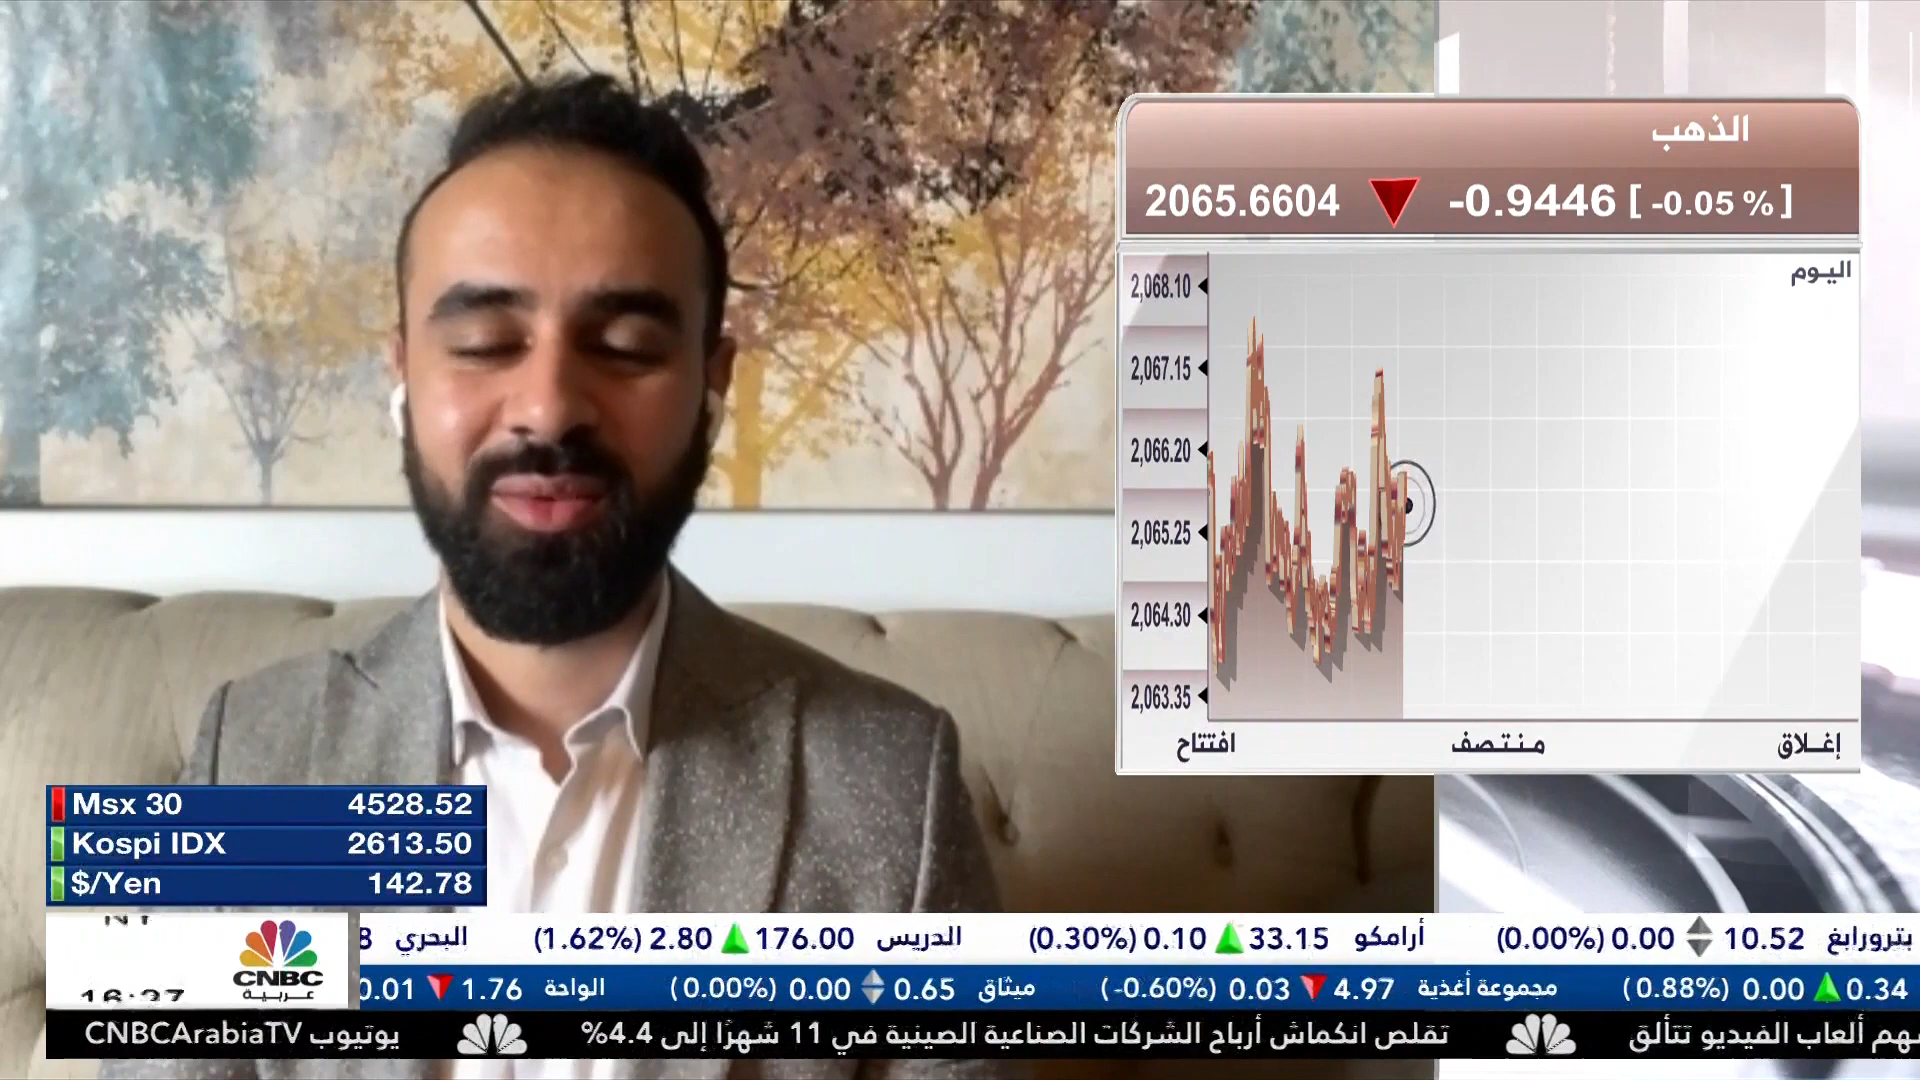 الذهب
2065.6604 -0.9446 [ -0.05 % ]
اليوم
2,068.10
2,067.15
2,066.20
2,065.25
2,064.30
2,063.35
افتتاح منتصف إغلاق
Msx 30 4528.52
Kospi IDX 2613.50
$/Yen 142.78
CNBC
عربية
بترورابغ 10.52 0.00 (0.00%) أرامكو 33.15 0.10 (0.30%) الدريس 176.00 2.80 (1.62%) البحري
0.34 0.00 (0.88%) مجموعة أغذية 4.97 0.03 (-0.60%) ميثاق 0.65 0.00 (0.00%) الواحة 1.76 0.01
ألعاب الفيديو تتألق تقلص انكماش أرباح الشركات الصناعية الصينية في 11 شهرًا إلى 4.4% يوتيوب CNBCArabiaTV